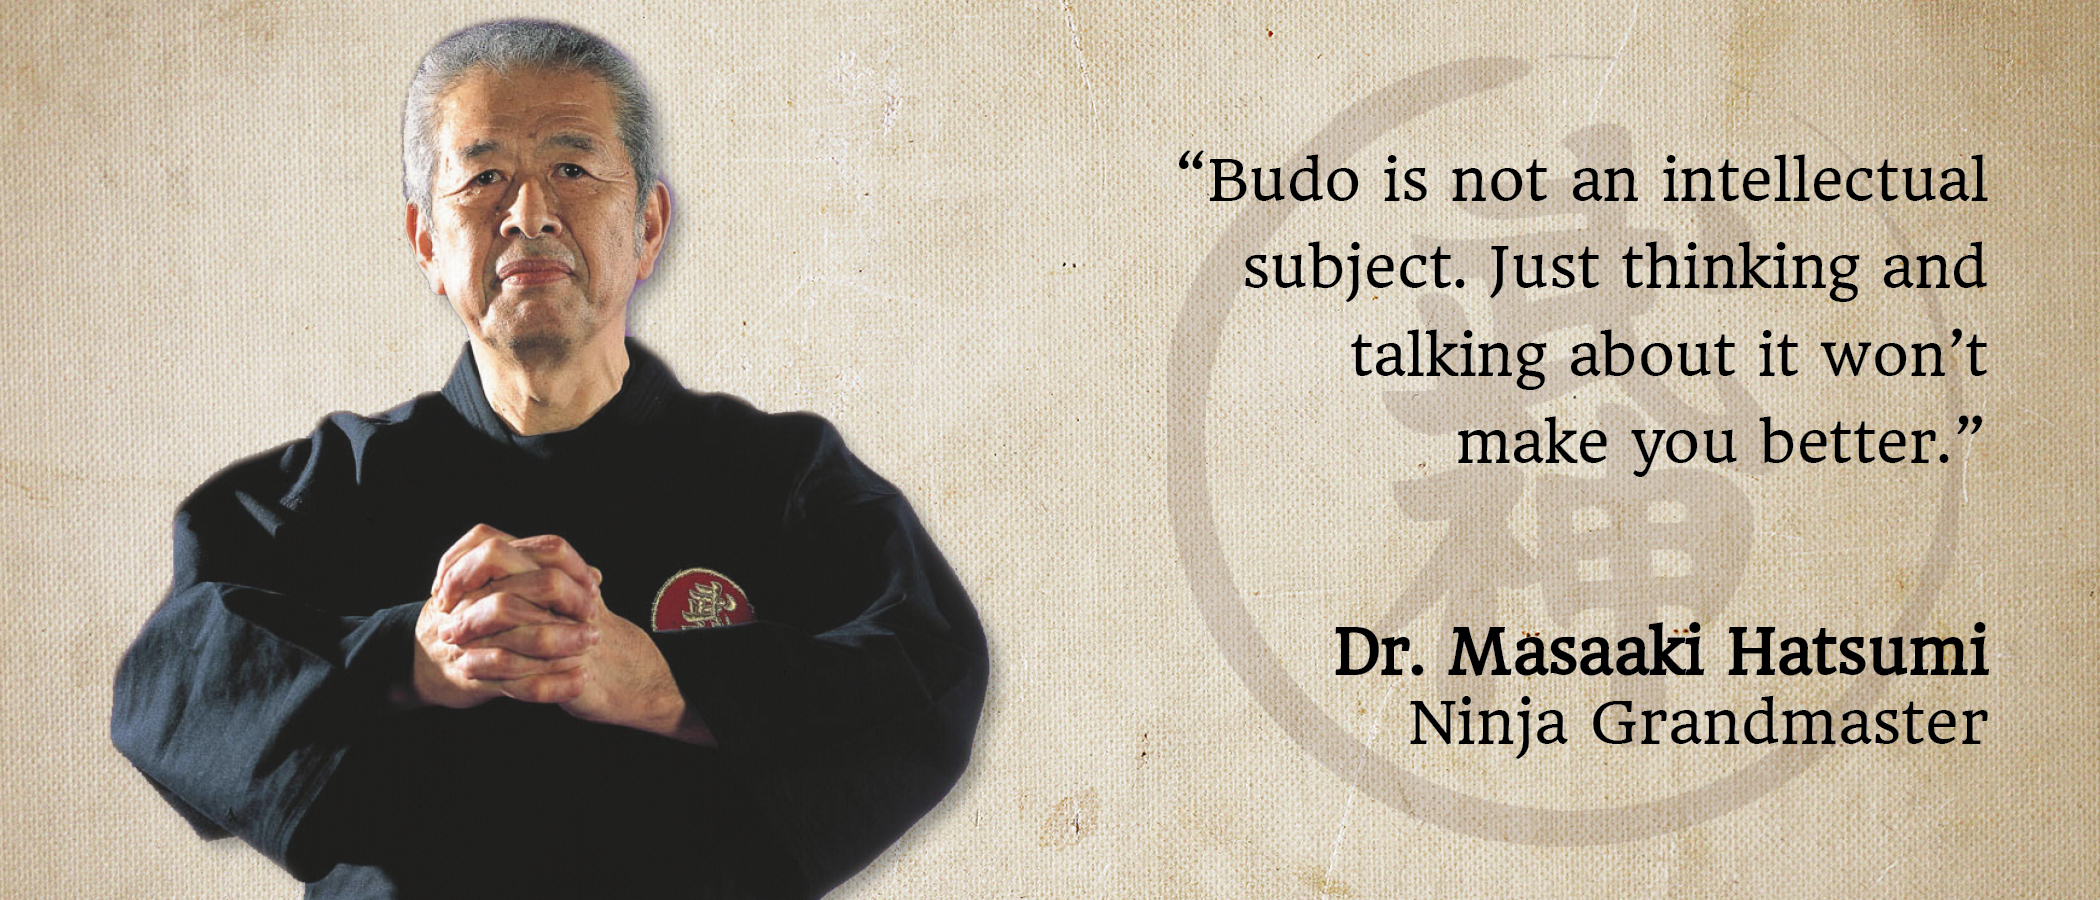 “Budo is not an intellectual
subject. Just thinking and
talking about it won’t
make you better.”
Dr. Masaaki Hatsumi
Ninja Grandmaster